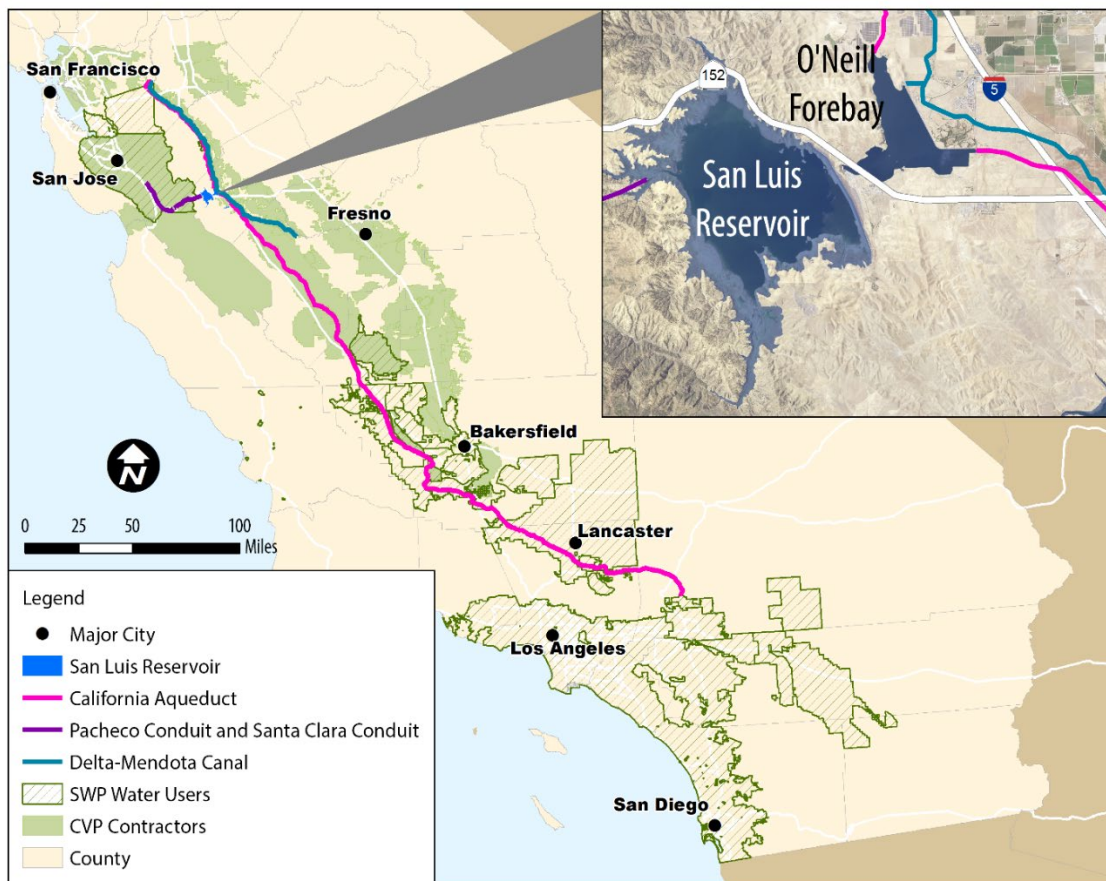 San Francisco
San Jose
Fresno
Bakersfield
Lancaster
Los Angeles
San Diego
O'Neill
Forebay
152
5
San Luis
Reservoir
N
0 25 50 100
Miles
Legend
Major City
San Luis Reservoir
California Aqueduct
Pacheco Conduit and Santa Clara Conduit
Delta-Mendota Canal
SWP Water Users
CVP Contractors
County